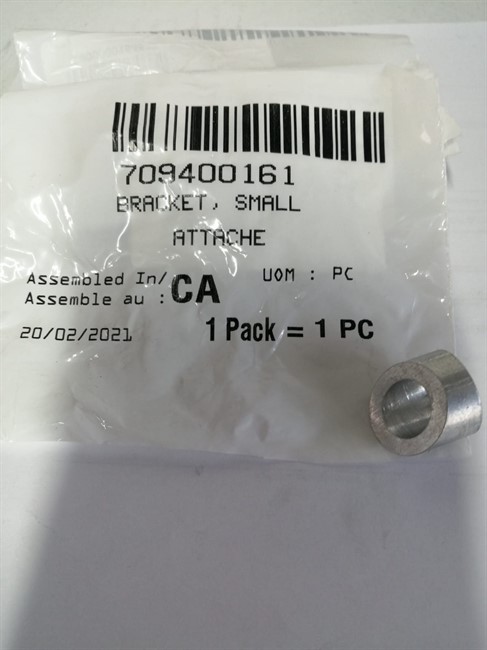 709400161
BRACKET, SMALL
ATTACHE
Assembled In/
Assemble au : CA
UOM : PC
20/02/2021
1 Pack = 1 PC